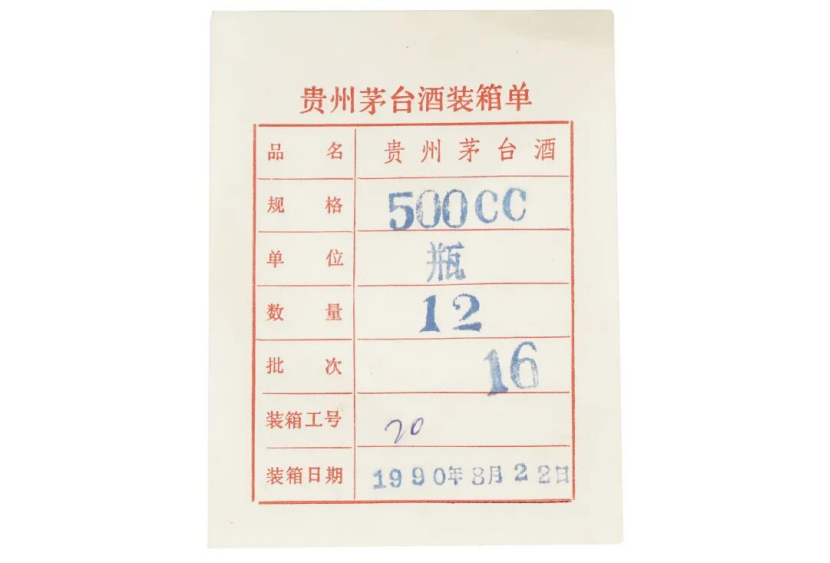 贵州茅台酒装箱单
品名 贵州茅台酒
规格 500CC
单位 瓶
数量 12
批次 16
装箱工号 20
装箱日期 1990年3月22日